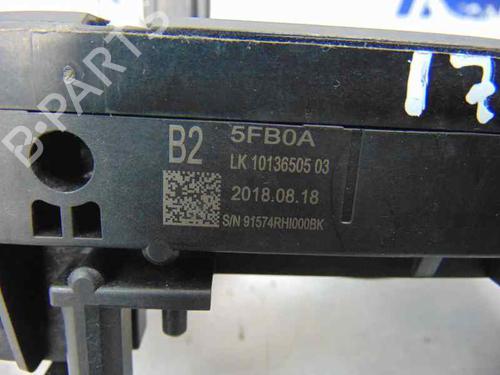 17
B-PARTS
B2
5FB0A
LK 10136505 03
2018.08.18
S/N 91574RHI000BK